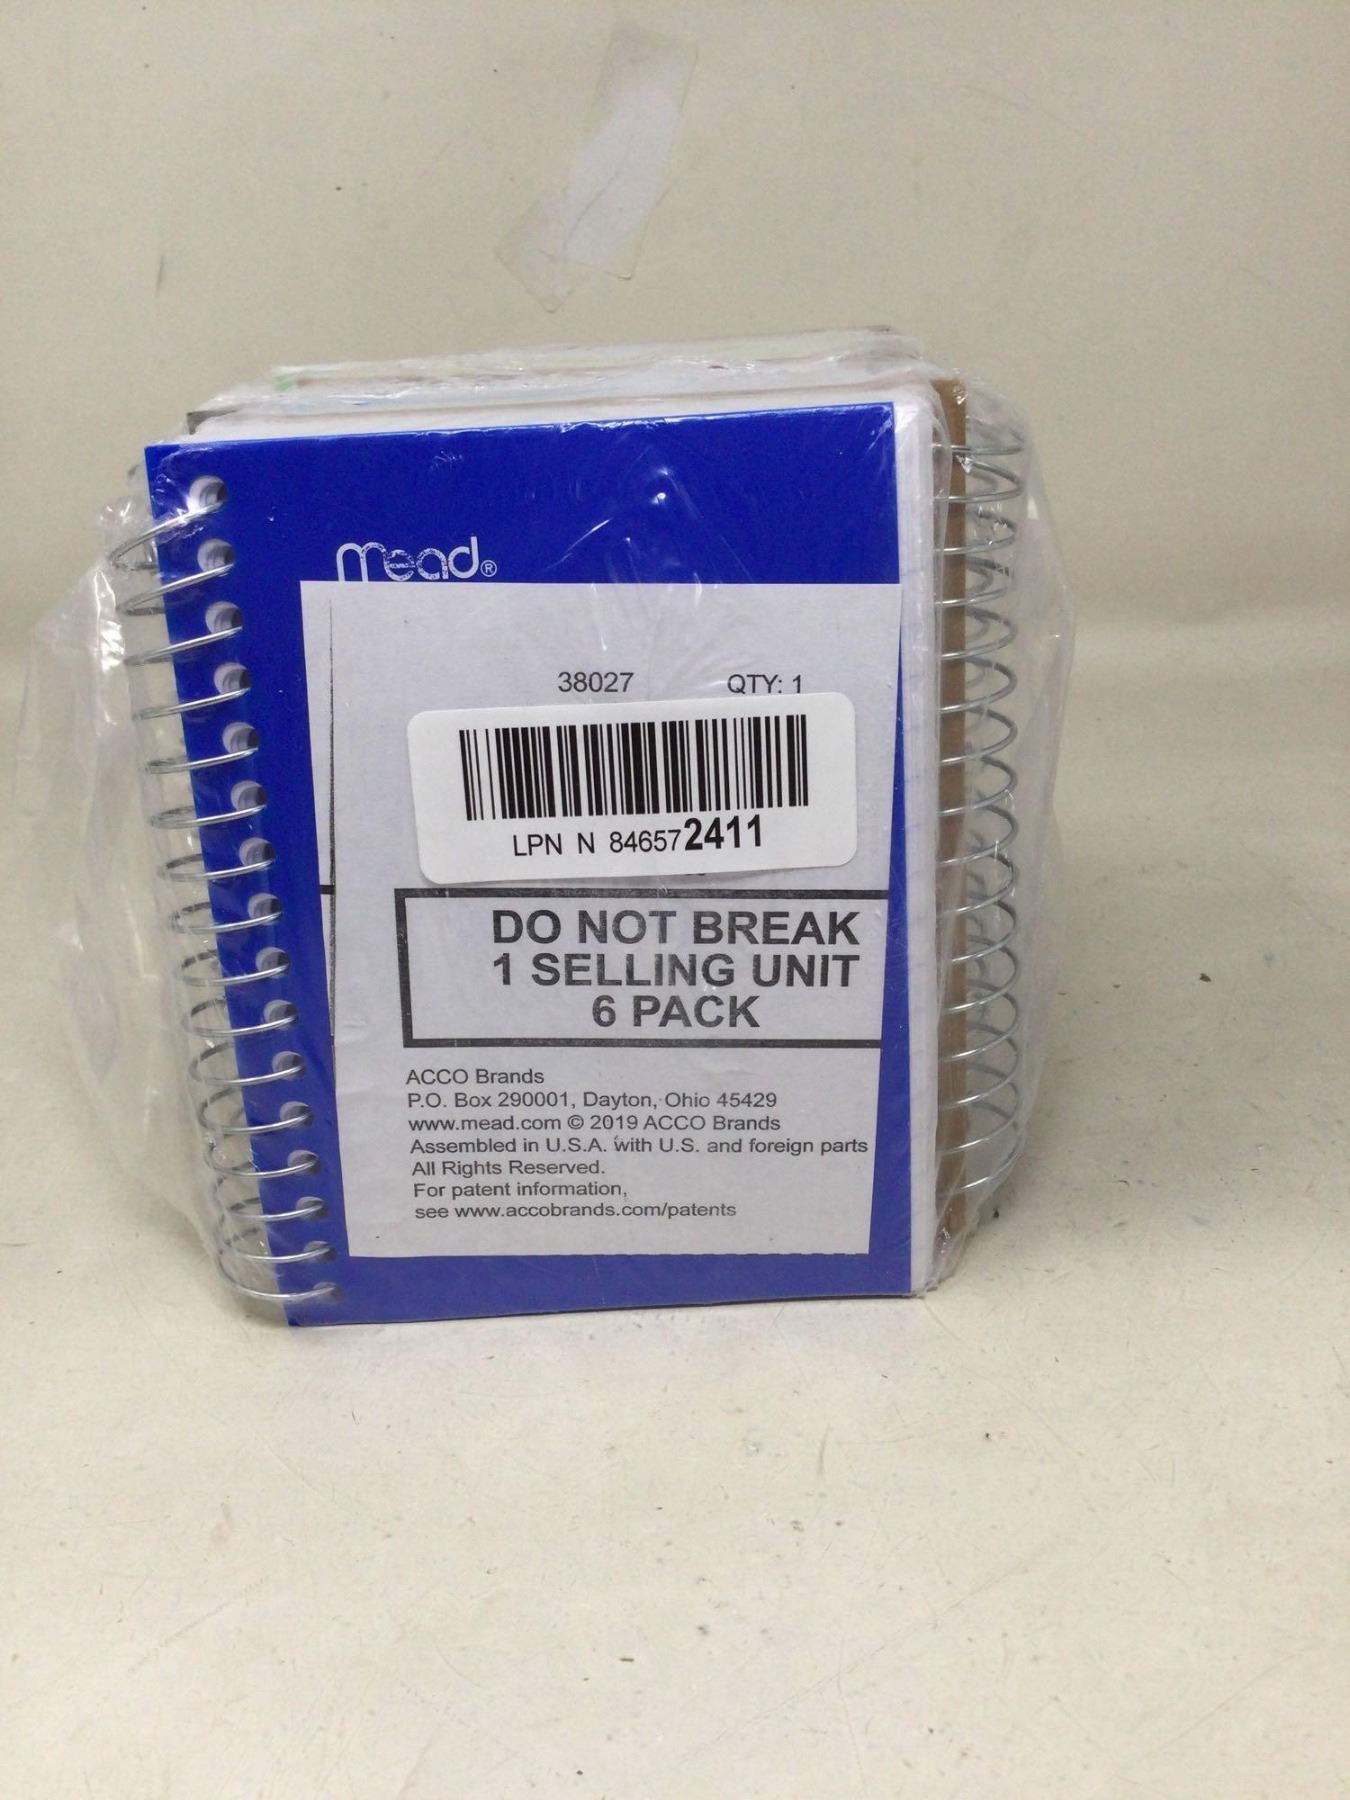 mead®
38027 QTY: 1
LPN N 846572411
DO NOT BREAK
1 SELLING UNIT
6 PACK
ACCO Brands
P.O. Box 290001, Dayton, Ohio 45429
www.mead.com © 2019 ACCO Brands
Assembled in U.S.A. with U.S. and foreign parts
All Rights Reserved.
For patent information,
see www.accobrands.com/patents